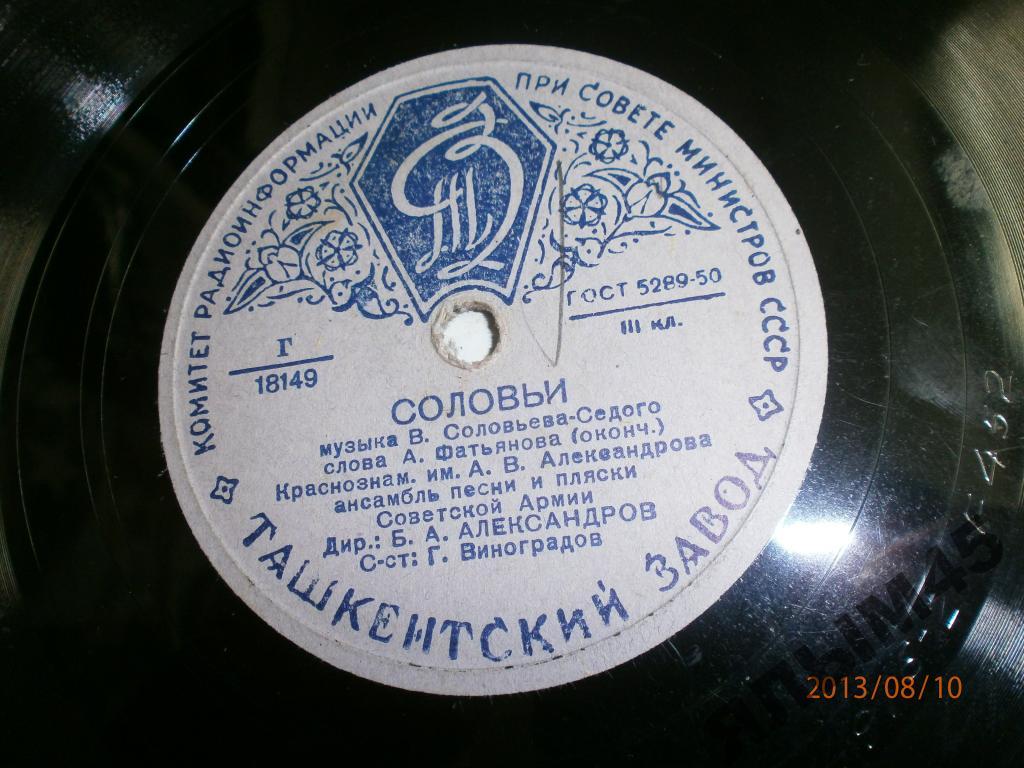 КОМИТЕТ РАДИОИНФОРМАЦИИ ПРИ СОВЕТЕ МИНИСТРОВ СССР
ГОСТ 5289-50
III кл.
Г
18149
СОЛОВЬИ
музыка В. Соловьева-Седого
слова А. Фатьянова (оконч.)
Краснознам. им. А. В. Александрова
ансамбль песни и пляски
Советской Армии
Дир.: Б. А. АЛЕКСАНДРОВ
С-ст: Г. Виноградов
ТАШКЕНТСКИЙ ЗАВОД
2013/08/10